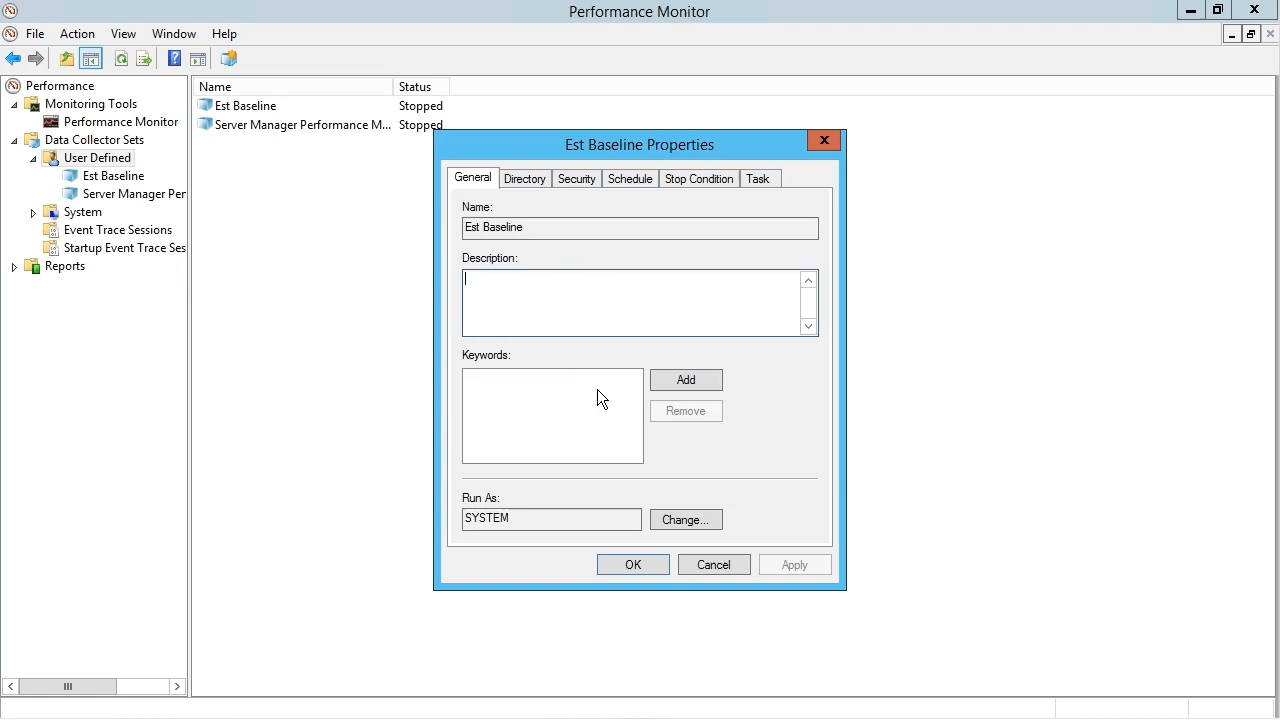 Performance Monitor
File Action View Window Help
Performance
Monitoring Tools
Performance Monitor
Data Collector Sets
User Defined
Est Baseline
Server Manager Per
System
Event Trace Sessions
Startup Event Trace Ses
Reports
Name Status
Est Baseline Stopped
Server Manager Performance M... Stopped
Est Baseline Properties
General Directory Security Schedule Stop Condition Task
Name:
Est Baseline
Description:
Keywords:
Add
Remove
Run As:
SYSTEM Change...
OK Cancel Apply